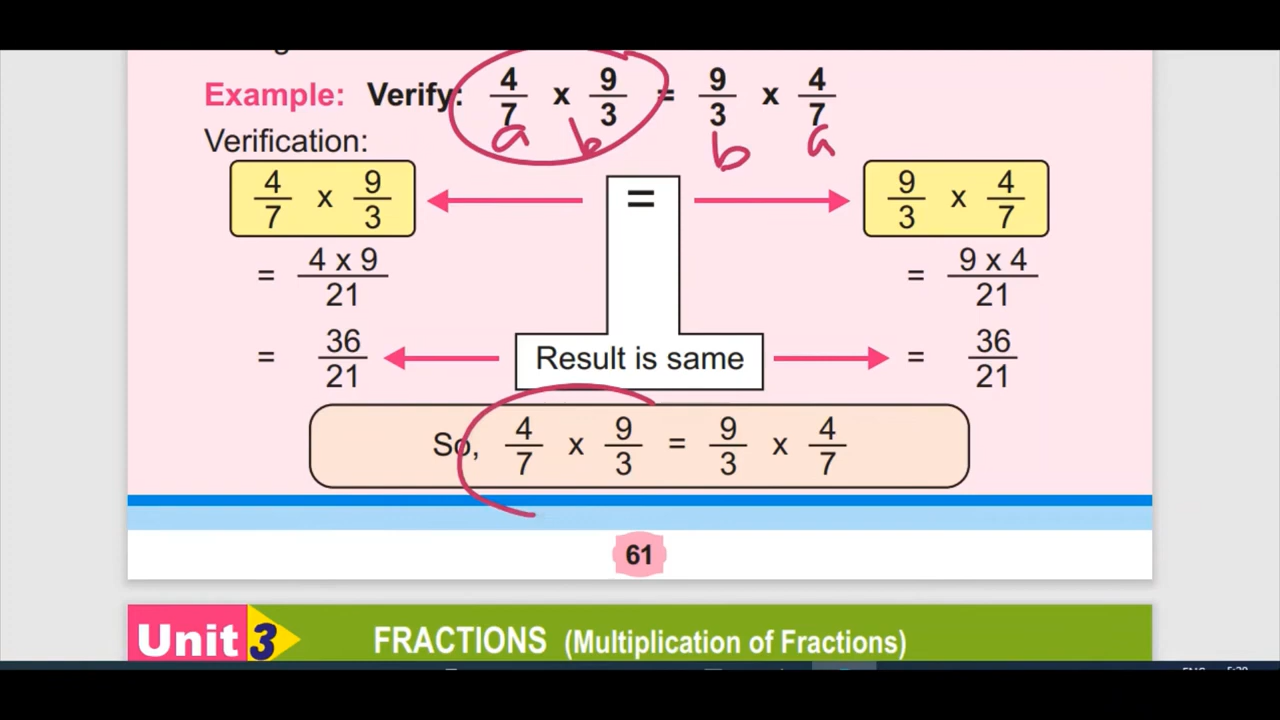 Example: Verify: 4/7 x 9/3 = 9/3 x 4/7
a b b a
Verification:
4/7 x 9/3 = 9/3 x 4/7
= 4 x 9/21 = 9 x 4/21
= 36/21 Result is same = 36/21
So, 4/7 x 9/3 = 9/3 x 4/7
61
Unit 3 FRACTIONS (Multiplication of Fractions)